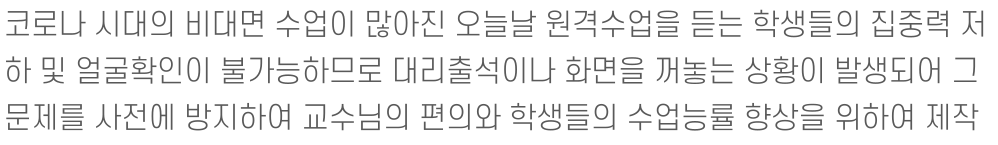 코로나 시대의 비대면 수업이 많아진 오늘날 원격수업을 듣는 학생들의 집중력 저
하 및 얼굴확인이 불가능하므로 대리출석이나 화면을 꺼놓는 상황이 발생되어 그
문제를 사전에 방지하여 교수님의 편의와 학생들의 수업능률 향상을 위하여 제작